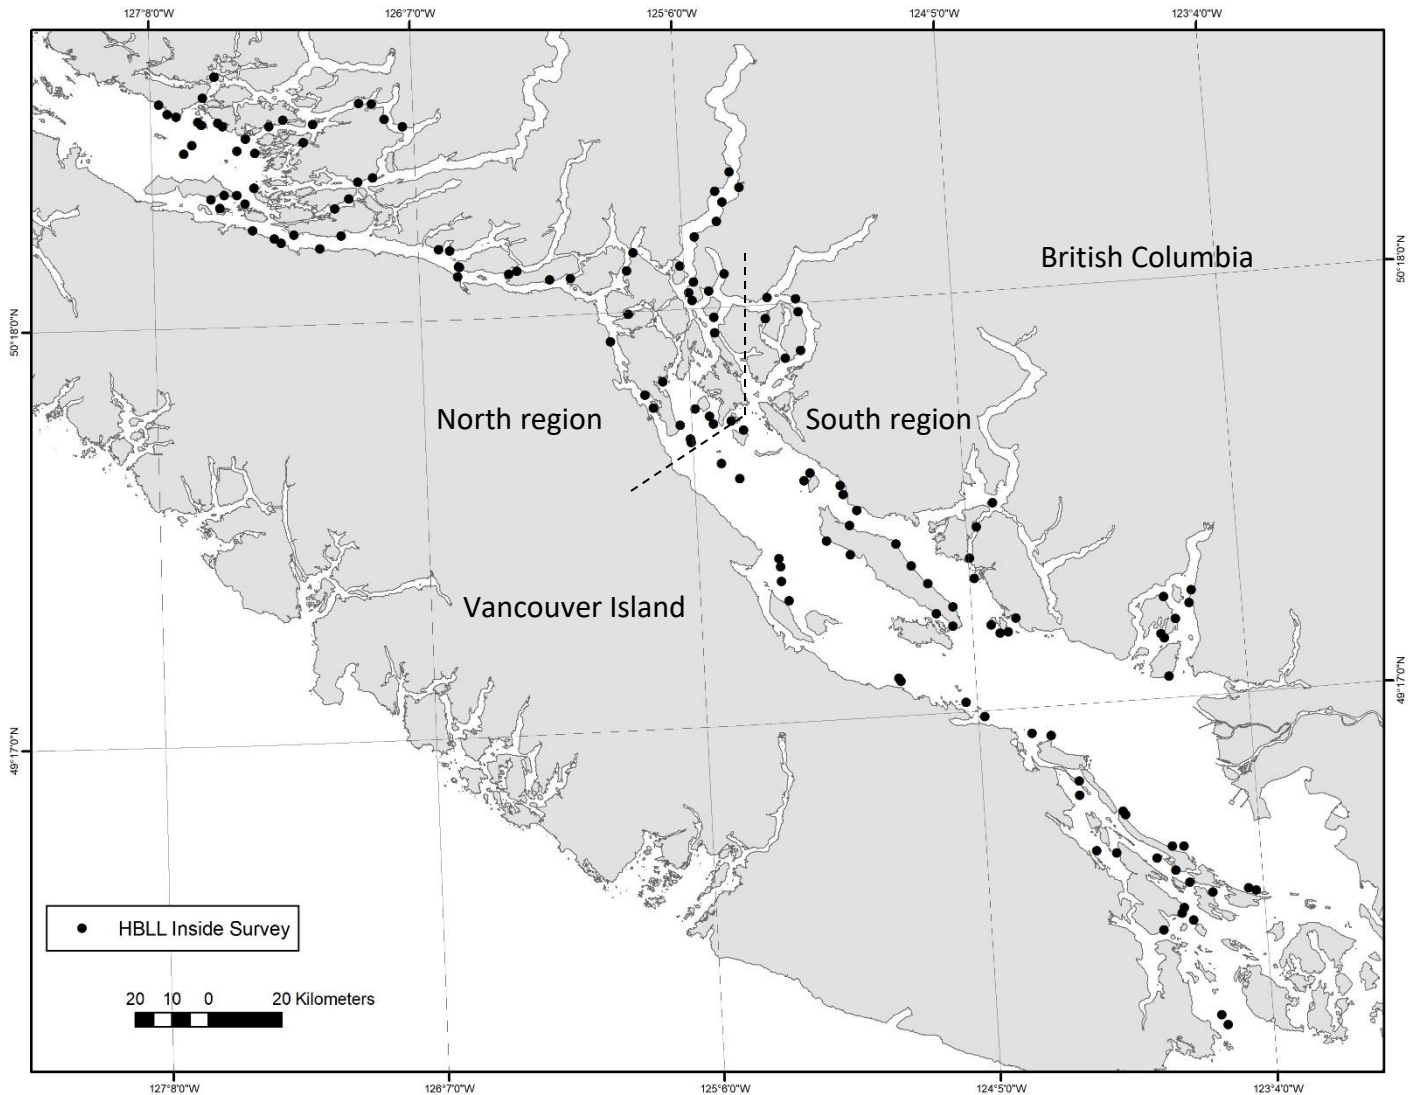 127°8'0"W 126°7'0"W 125°6'0"W 124°5'0"W 123°4'0"W
British Columbia
50°18'0"N
50°18'0"N
North region
South region
Vancouver Island
49°17'0"N
49°17'0"N
HBLL Inside Survey
20 10 0 20 Kilometers
127°8'0"W 126°7'0"W 125°6'0"W 124°5'0"W 123°4'0"W